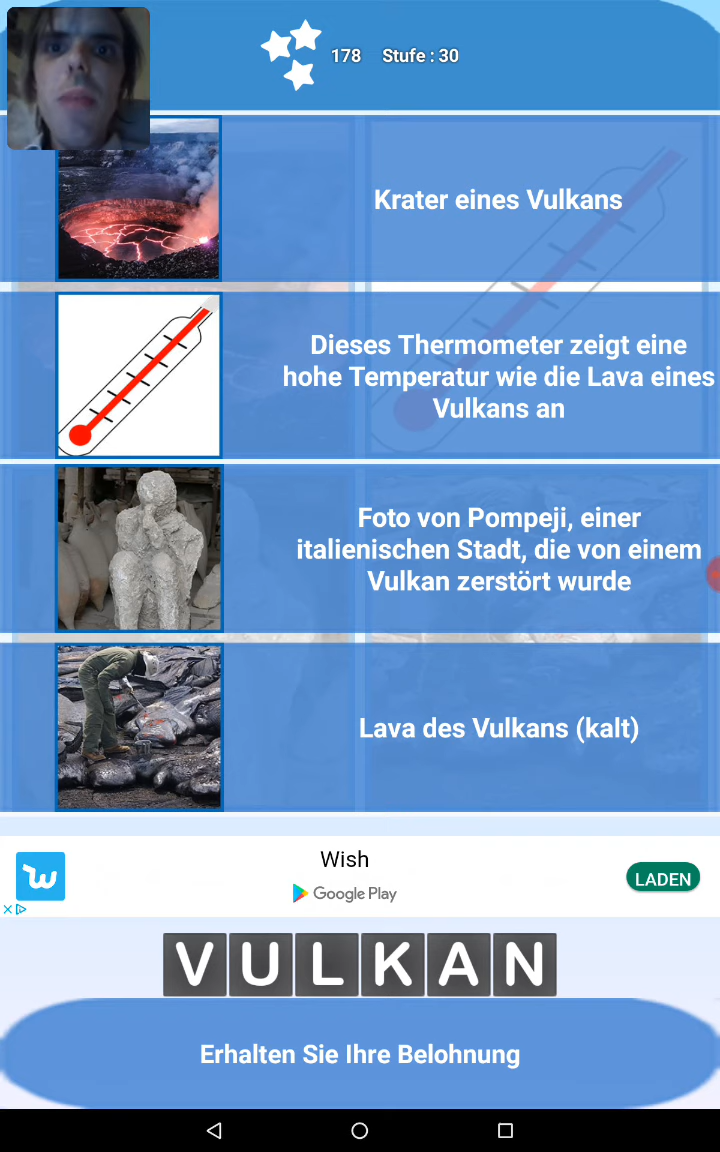 178 Stufe : 30
Krater eines Vulkans
Dieses Thermometer zeigt eine
hohe Temperatur wie die Lava eines
Vulkans an
Foto von Pompeji, einer
italienischen Stadt, die von einem
Vulkan zerstört wurde
Lava des Vulkans (kalt)
Wish
Google Play
LADEN
VULKAN
Erhalten Sie Ihre Belohnung